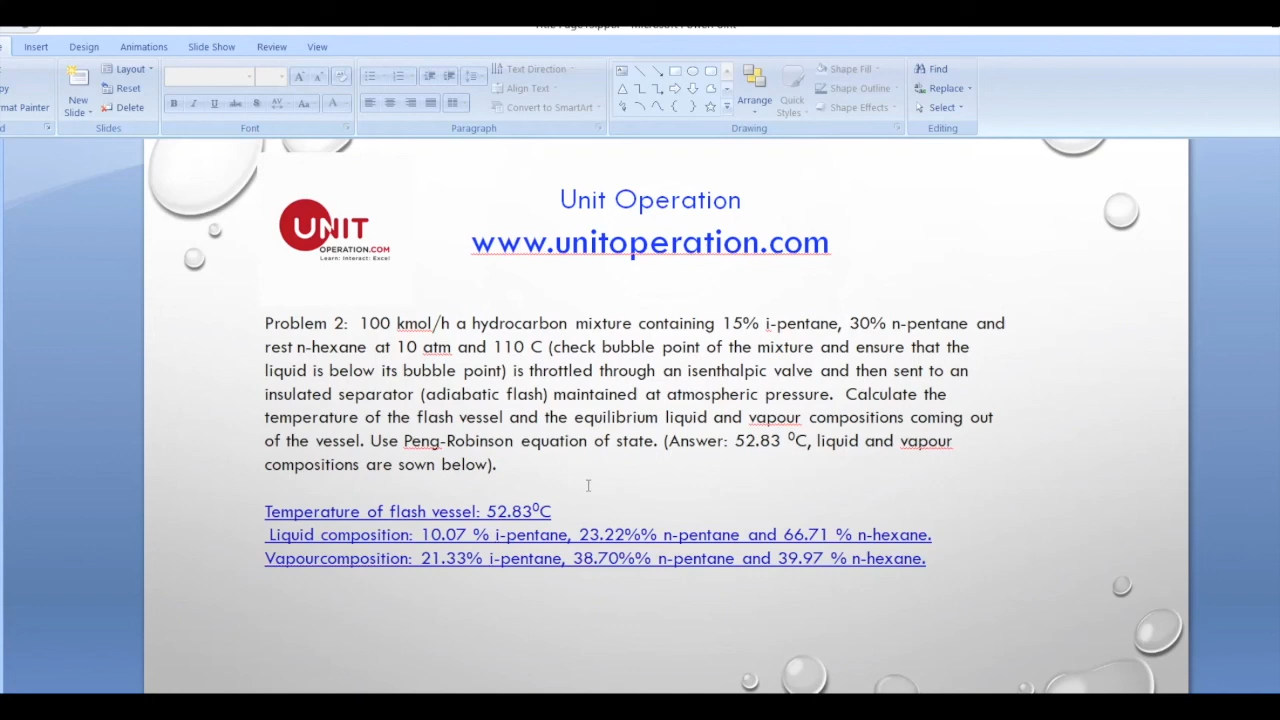 Insert Design Animations Slide Show Review View
Layout Text Direction Shape Fill Find
New Slide Reset Align Text Arrange Quick Styles Shape Outline Replace
Delete Convert to SmartArt Shape Effects Select
Slides Font Paragraph Drawing Editing
UNIT
OPERATION.COM
Learn: Interact: Excel
Unit Operation
www.unitoperation.com
Problem 2: 100 kmol/h a hydrocarbon mixture containing 15% i-pentane, 30% n-pentane and
rest n-hexane at 10 atm and 110 C (check bubble point of the mixture and ensure that the
liquid is below its bubble point) is throttled through an isenthalpic valve and then sent to an
insulated separator (adiabatic flash) maintained at atmospheric pressure. Calculate the
temperature of the flash vessel and the equilibrium liquid and vapour compositions coming out
of the vessel. Use Peng-Robinson equation of state. (Answer: 52.83 ⁰C, liquid and vapour
compositions are sown below).
Temperature of flash vessel: 52.83⁰C
Liquid composition: 10.07 % i-pentane, 23.22%% n-pentane and 66.71 % n-hexane.
Vapourcomposition: 21.33% i-pentane, 38.70%% n-pentane and 39.97 % n-hexane.